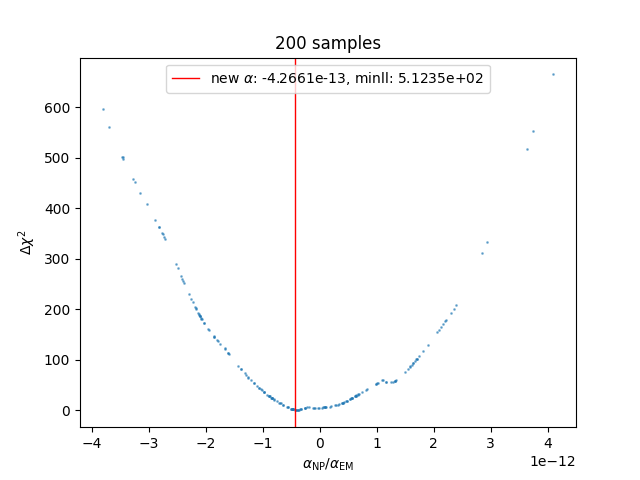 200 samples
new α: -4.2661e-13, minll: 5.1235e+02
600
500
400
300
200
100
0
Δχ²
−4 −3 −2 −1 0 1 2 3 4
1e−12
α_NP/α_EM